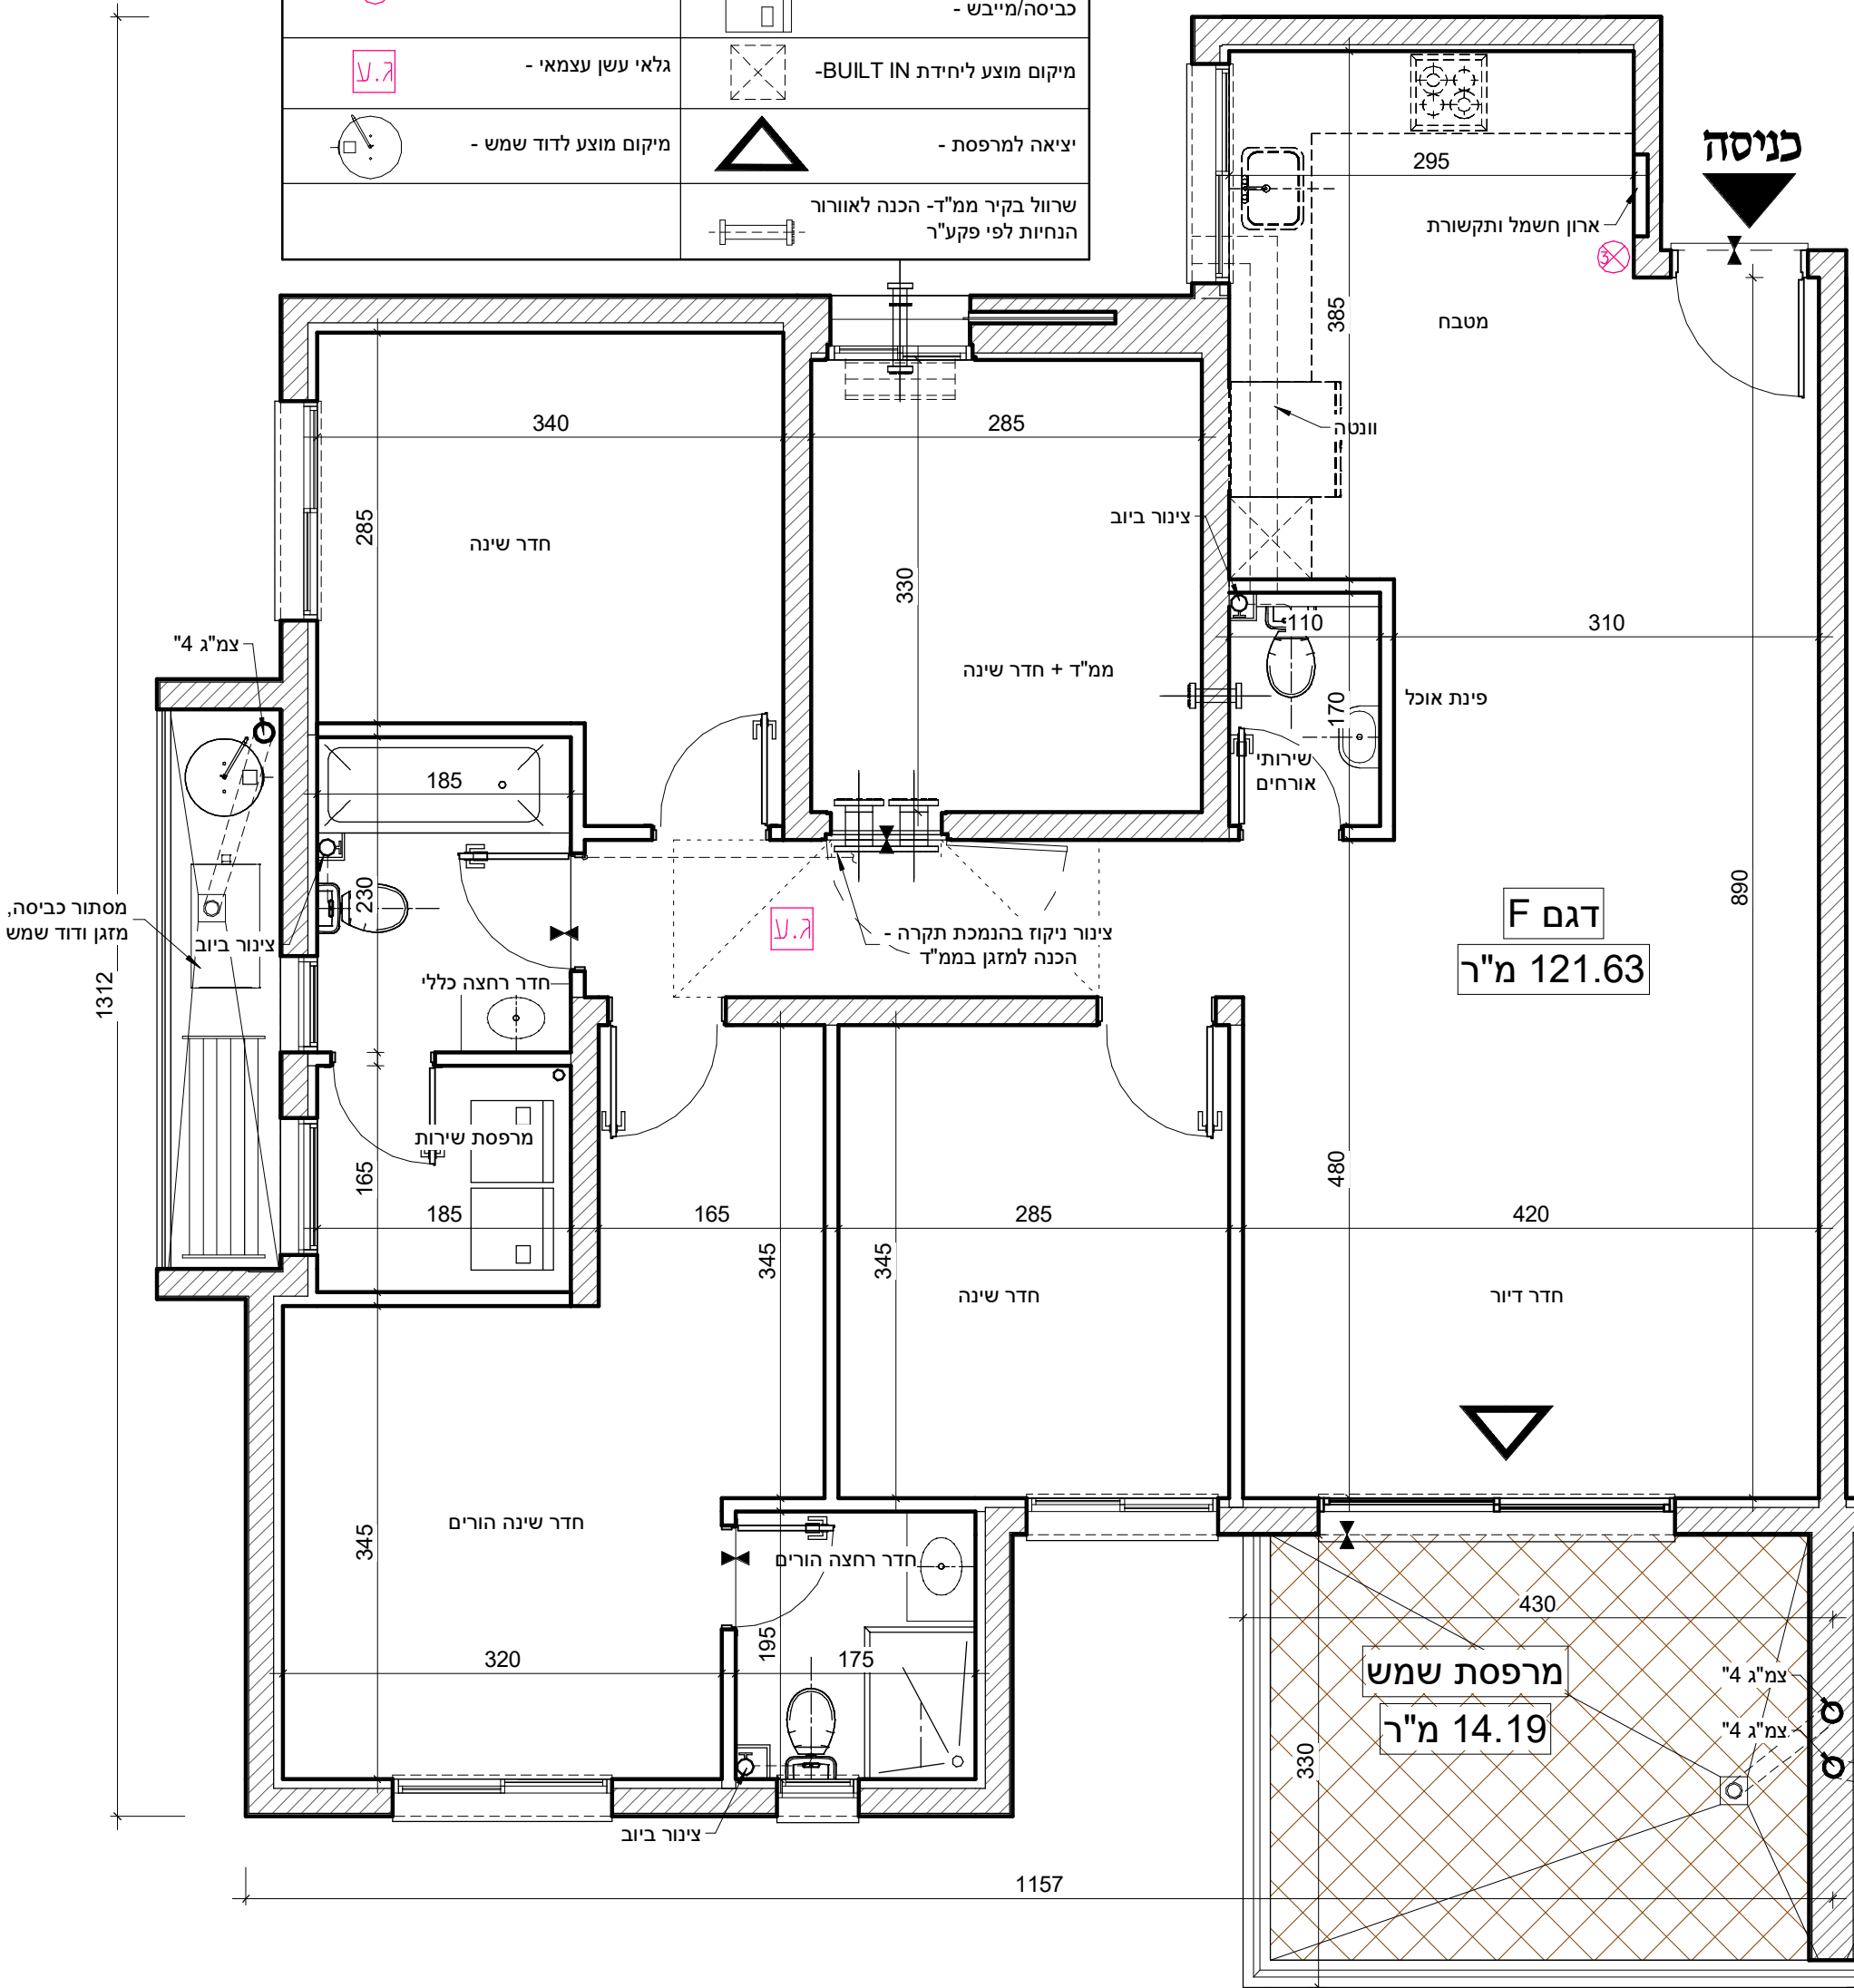 כביסה/מייבש -
גלאי עשן עצמאי -
ג.ע
מיקום מוצע ליחידת BUILT IN-
מיקום מוצע לדוד שמש -
יציאה למרפסת -
שרוול בקיר ממ"ד- הכנה לאוורור
הנחיות לפי פקע"ר
כניסה
295
ארון חשמל ותקשורת
3
מטבח
385
340
285
וונטה
285
חדר שינה
צינור ביוב
330
110
310
צמ"ג 4"
ממ"ד + חדר שינה
פינת אוכל
170
שירותי
אורחים
185
230
890
דגם F
121.63 מ"ר
מסתור כביסה,
מזגן ודוד שמש
צינור ביוב
ג.ע
צינור ניקוז בהנמכת תקרה -
הכנה למזגן בממ"ד
חדר רחצה כללי
1312
מרפסת שירות
165
480
185
165
285
420
345
345
חדר שינה
חדר דיור
חדר שינה הורים
345
חדר רחצה הורים
195
320
175
430
מרפסת שמש
14.19 מ"ר
צמ"ג 4"
צמ"ג 4"
330
צינור ביוב
1157